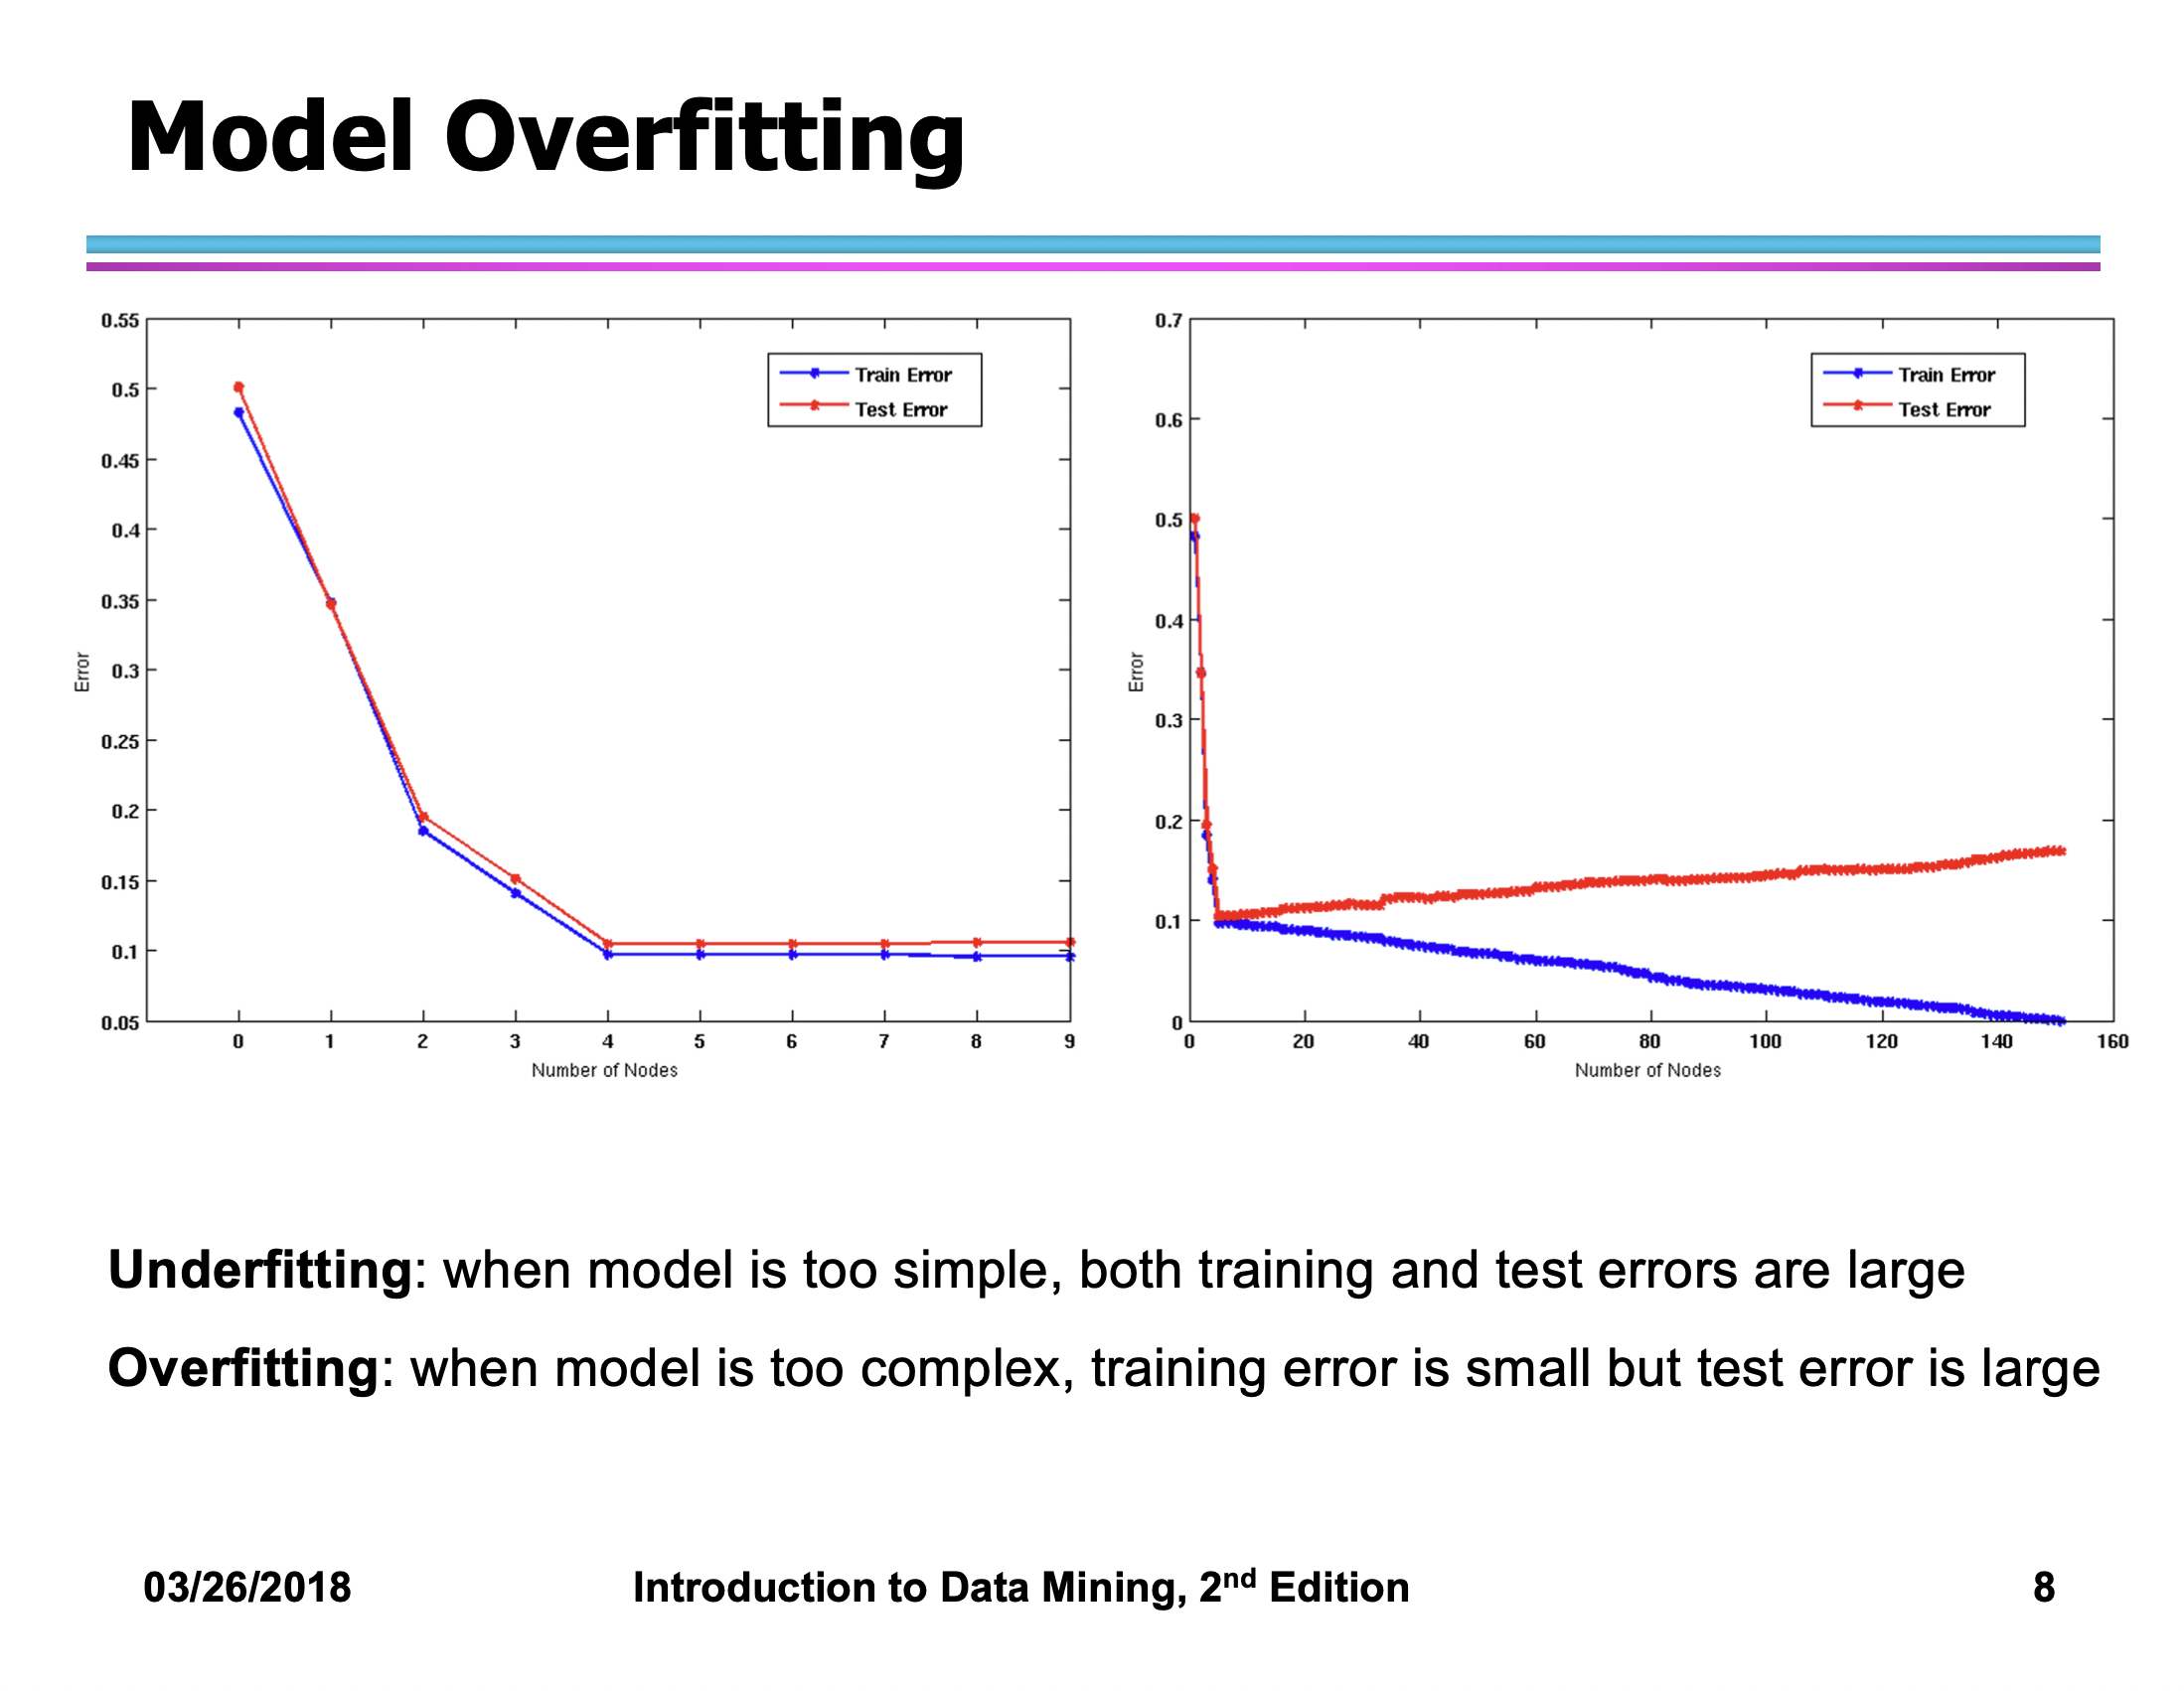 Model Overfitting
0.55
0.5
0.45
0.4
0.35
0.3
0.25
0.2
0.15
0.1
0.05
Error
Train Error
Test Error
0 1 2 3 4 5 6 7 8 9
Number of Nodes
0.7
0.6
0.5
0.4
0.3
0.2
0.1
0
Error
Train Error
Test Error
0 20 40 60 80 100 120 140 160
Number of Nodes
Underfitting: when model is too simple, both training and test errors are large
Overfitting: when model is too complex, training error is small but test error is large
03/26/2018 Introduction to Data Mining, 2nd Edition 8